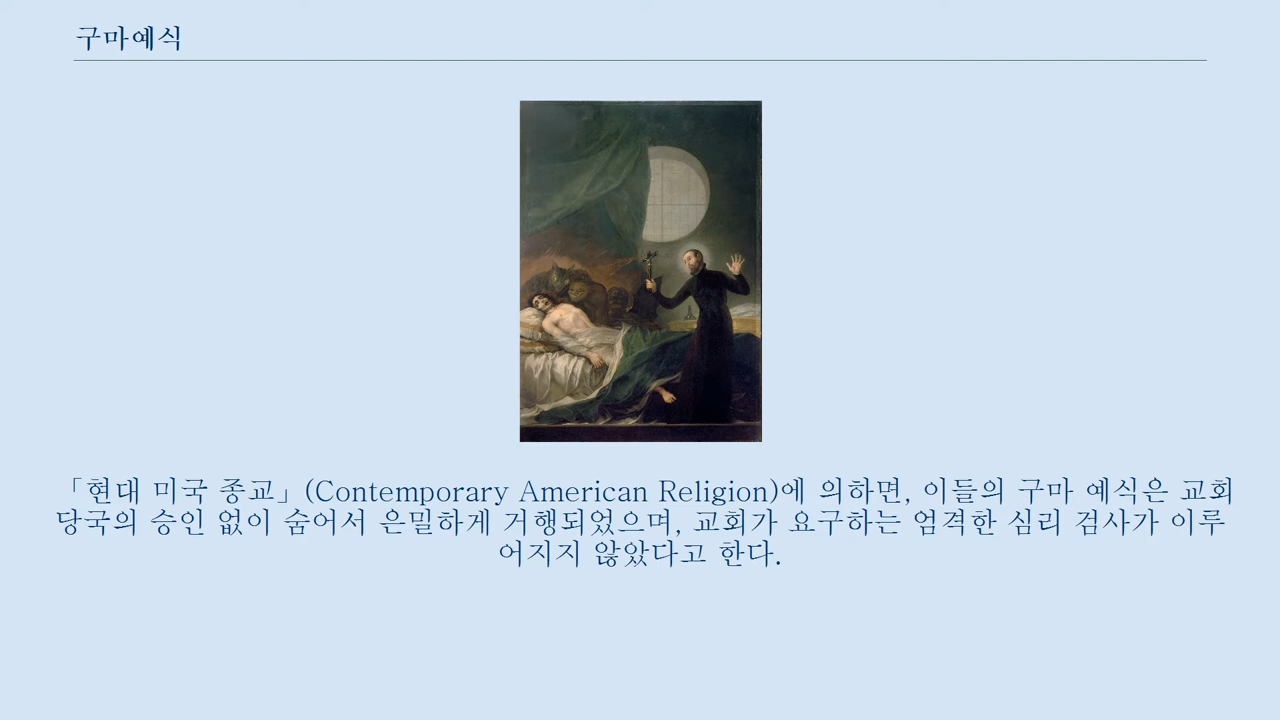 구마예식
「현대 미국 종교」(Contemporary American Religion)에 의하면, 이들의 구마 예식은 교회
당국의 승인 없이 숨어서 은밀하게 거행되었으며, 교회가 요구하는 엄격한 심리 검사가 이루
어지지 않았다고 한다.